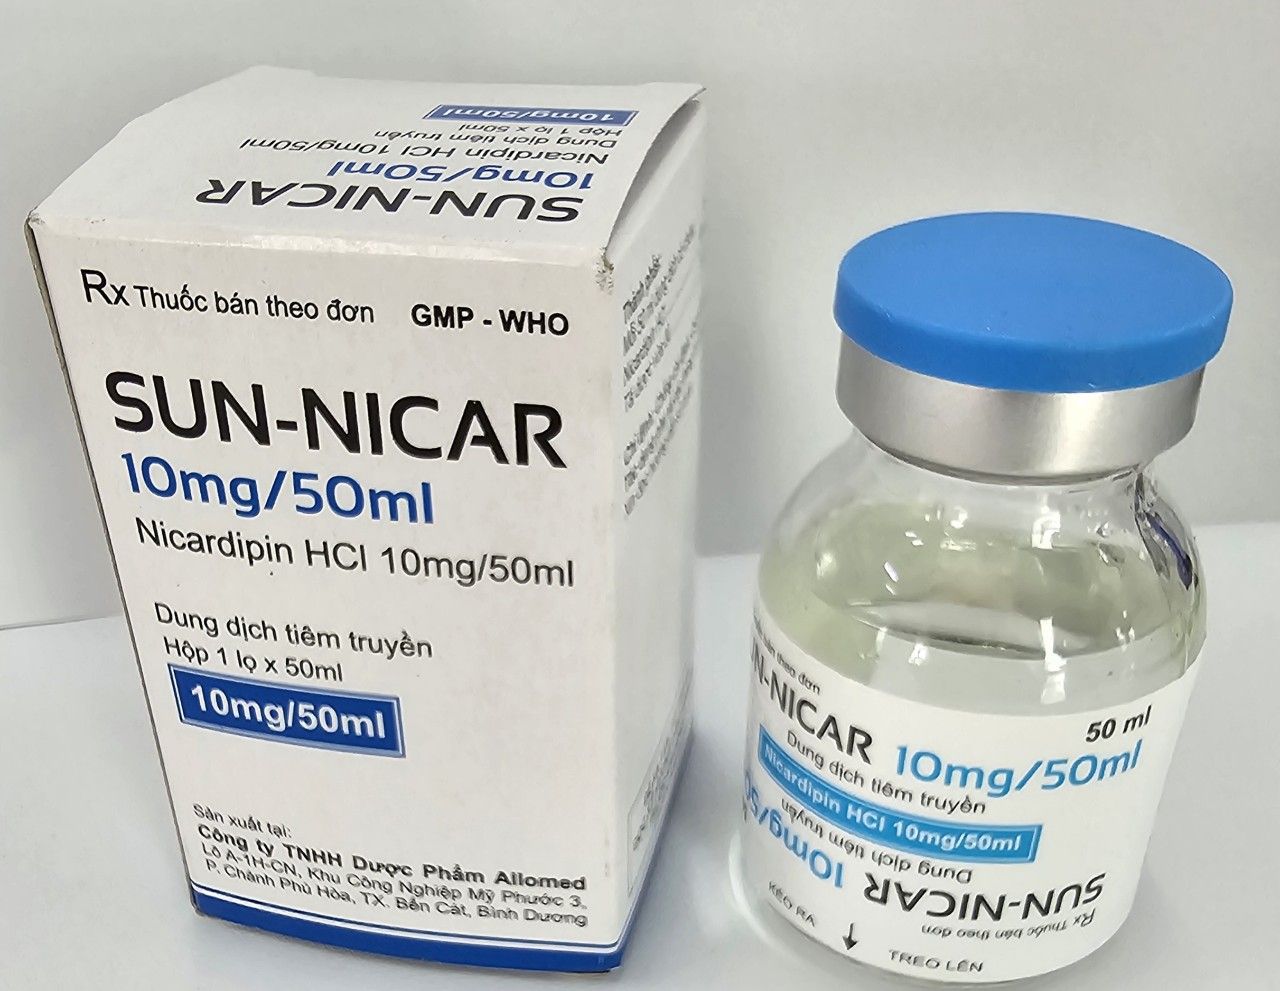 SUN-NICAR
10mg/50ml
Nicardipin HCl 10mg/50ml
Dung dịch tiêm truyền
Hộp 1 lọ x 50ml
10mg/50ml
Rx Thuốc bán theo đơn GMP - WHO
SUN-NICAR
10mg/50ml
Nicardipin HCl 10mg/50ml
Dung dịch tiêm truyền
Hộp 1 lọ x 50ml
10mg/50ml
Sản xuất tại:
Công ty TNHH Dược Phẩm Allomed
Lô A-1H-CN, Khu Công Nghiệp Mỹ Phước 3,
P. Chánh Phú Hòa, TX. Bến Cát, Bình Dương
theo đơn
50 ml
N-NICAR 10mg/50ml
Dung dịch tiêm truyền
Nicardipin HCl 10mg/50ml
Dung dịch tiêm truyền
SUN-NICAR 10mg/50
Rx Thuốc bán theo đơn
KÉO RA
TREO LÊN